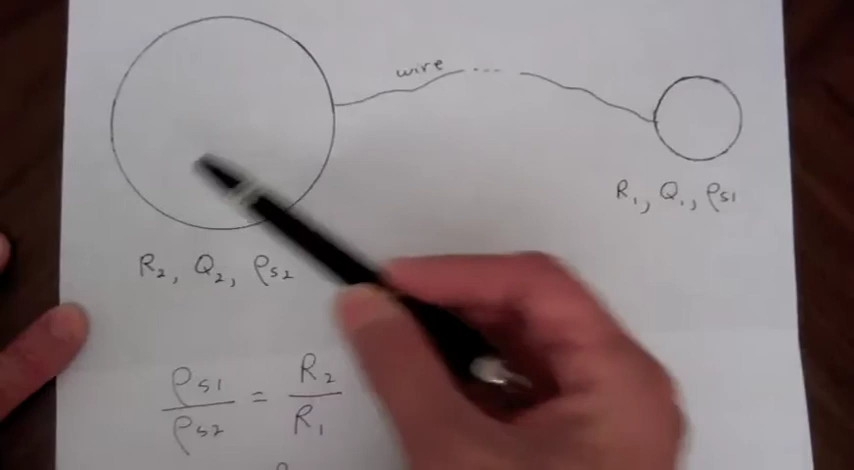 wire
R₁, Q₁, ρs1
R₂, Q₂, ρs2
ρs1 / ρs2 = R₂ / R₁